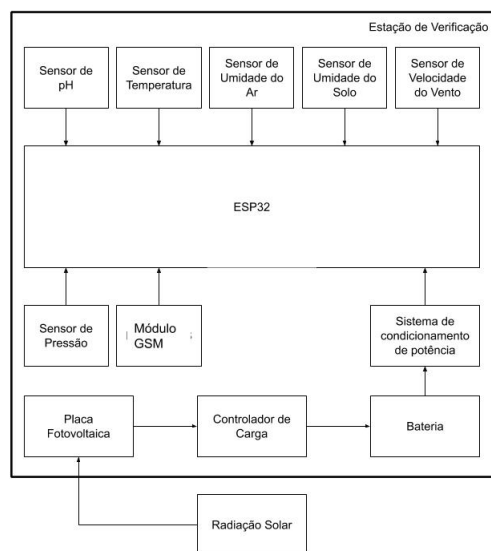 Estação de Verificação
Sensor de
pH
Sensor de
Temperatura
Sensor de
Umidade do
Ar
Sensor de
Umidade do
Solo
Sensor de
Velocidade
do Vento
ESP32
Sensor de
Pressão
Módulo
GSM
Sistema de
condicionamento
de potência
Placa
Fotovoltaica
Controlador de
Carga
Bateria
Radiação Solar